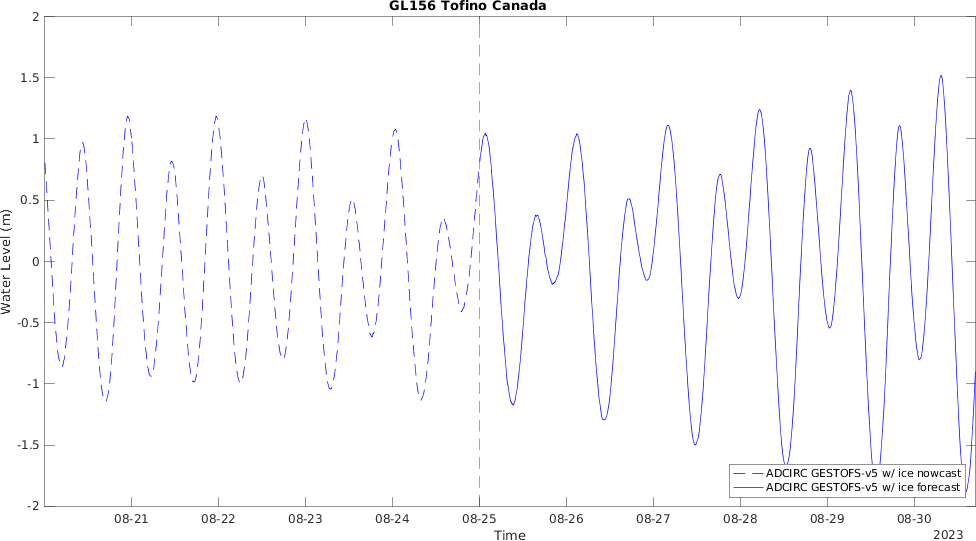 GL156 Tofino Canada
2
1.5
1
0.5
0
-0.5
-1
-1.5
-2
Water Level (m)
ADCIRC GESTOFS-v5 w/ ice nowcast
ADCIRC GESTOFS-v5 w/ ice forecast
08-21 08-22 08-23 08-24 08-25 08-26 08-27 08-28 08-29 08-30
Time
2023